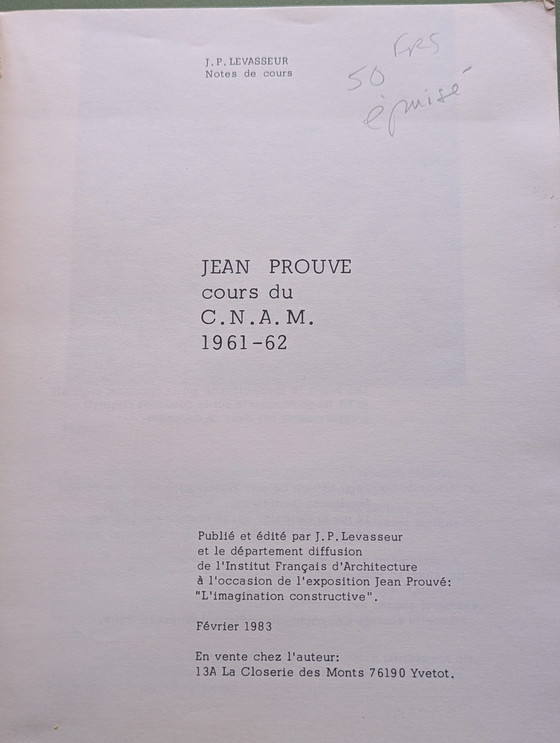 J.P.LEVASSEUR
Notes de cours
50 FRS
épuisé
JEAN PROUVE
cours du
C.N.A.M.
1961-62
Publié et édité par J.P.Levasseur
et le département diffusion
de l'Institut Français d'Architecture
à l'occasion de l'exposition Jean Prouvé:
"L'imagination constructive".
Février 1983
En vente chez l'auteur:
13A La Closerie des Monts 76190 Yvetot.